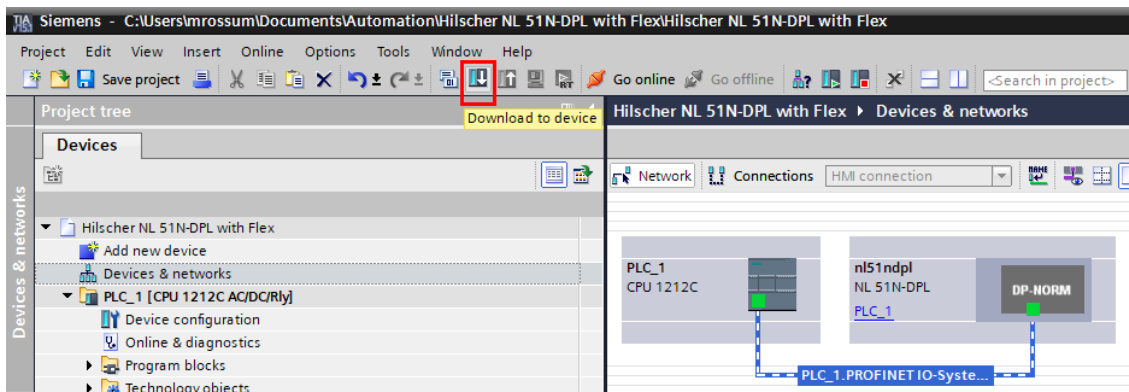 Siemens - C:\Users\mrossum\Documents\Automation\Hilscher NL 51N-DPL with Flex\Hilscher NL 51N-DPL with Flex
Project Edit View Insert Online Options Tools Window Help
Save project Go online Go offline <Search in project>
Project tree
Download to device
Hilscher NL 51N-DPL with Flex Devices & networks
Devices
Network Connections HMI connection
Devices & networks
Hilscher NL 51N-DPL with Flex
Add new device
Devices & networks
PLC_1 [CPU 1212C AC/DC/Rly]
Device configuration
Online & diagnostics
Program blocks
Technology objects
PLC_1
CPU 1212C
nl51ndpl
NL 51N-DPL
PLC_1
DP-NORM
PLC_1.PROFINET IO-Syste...